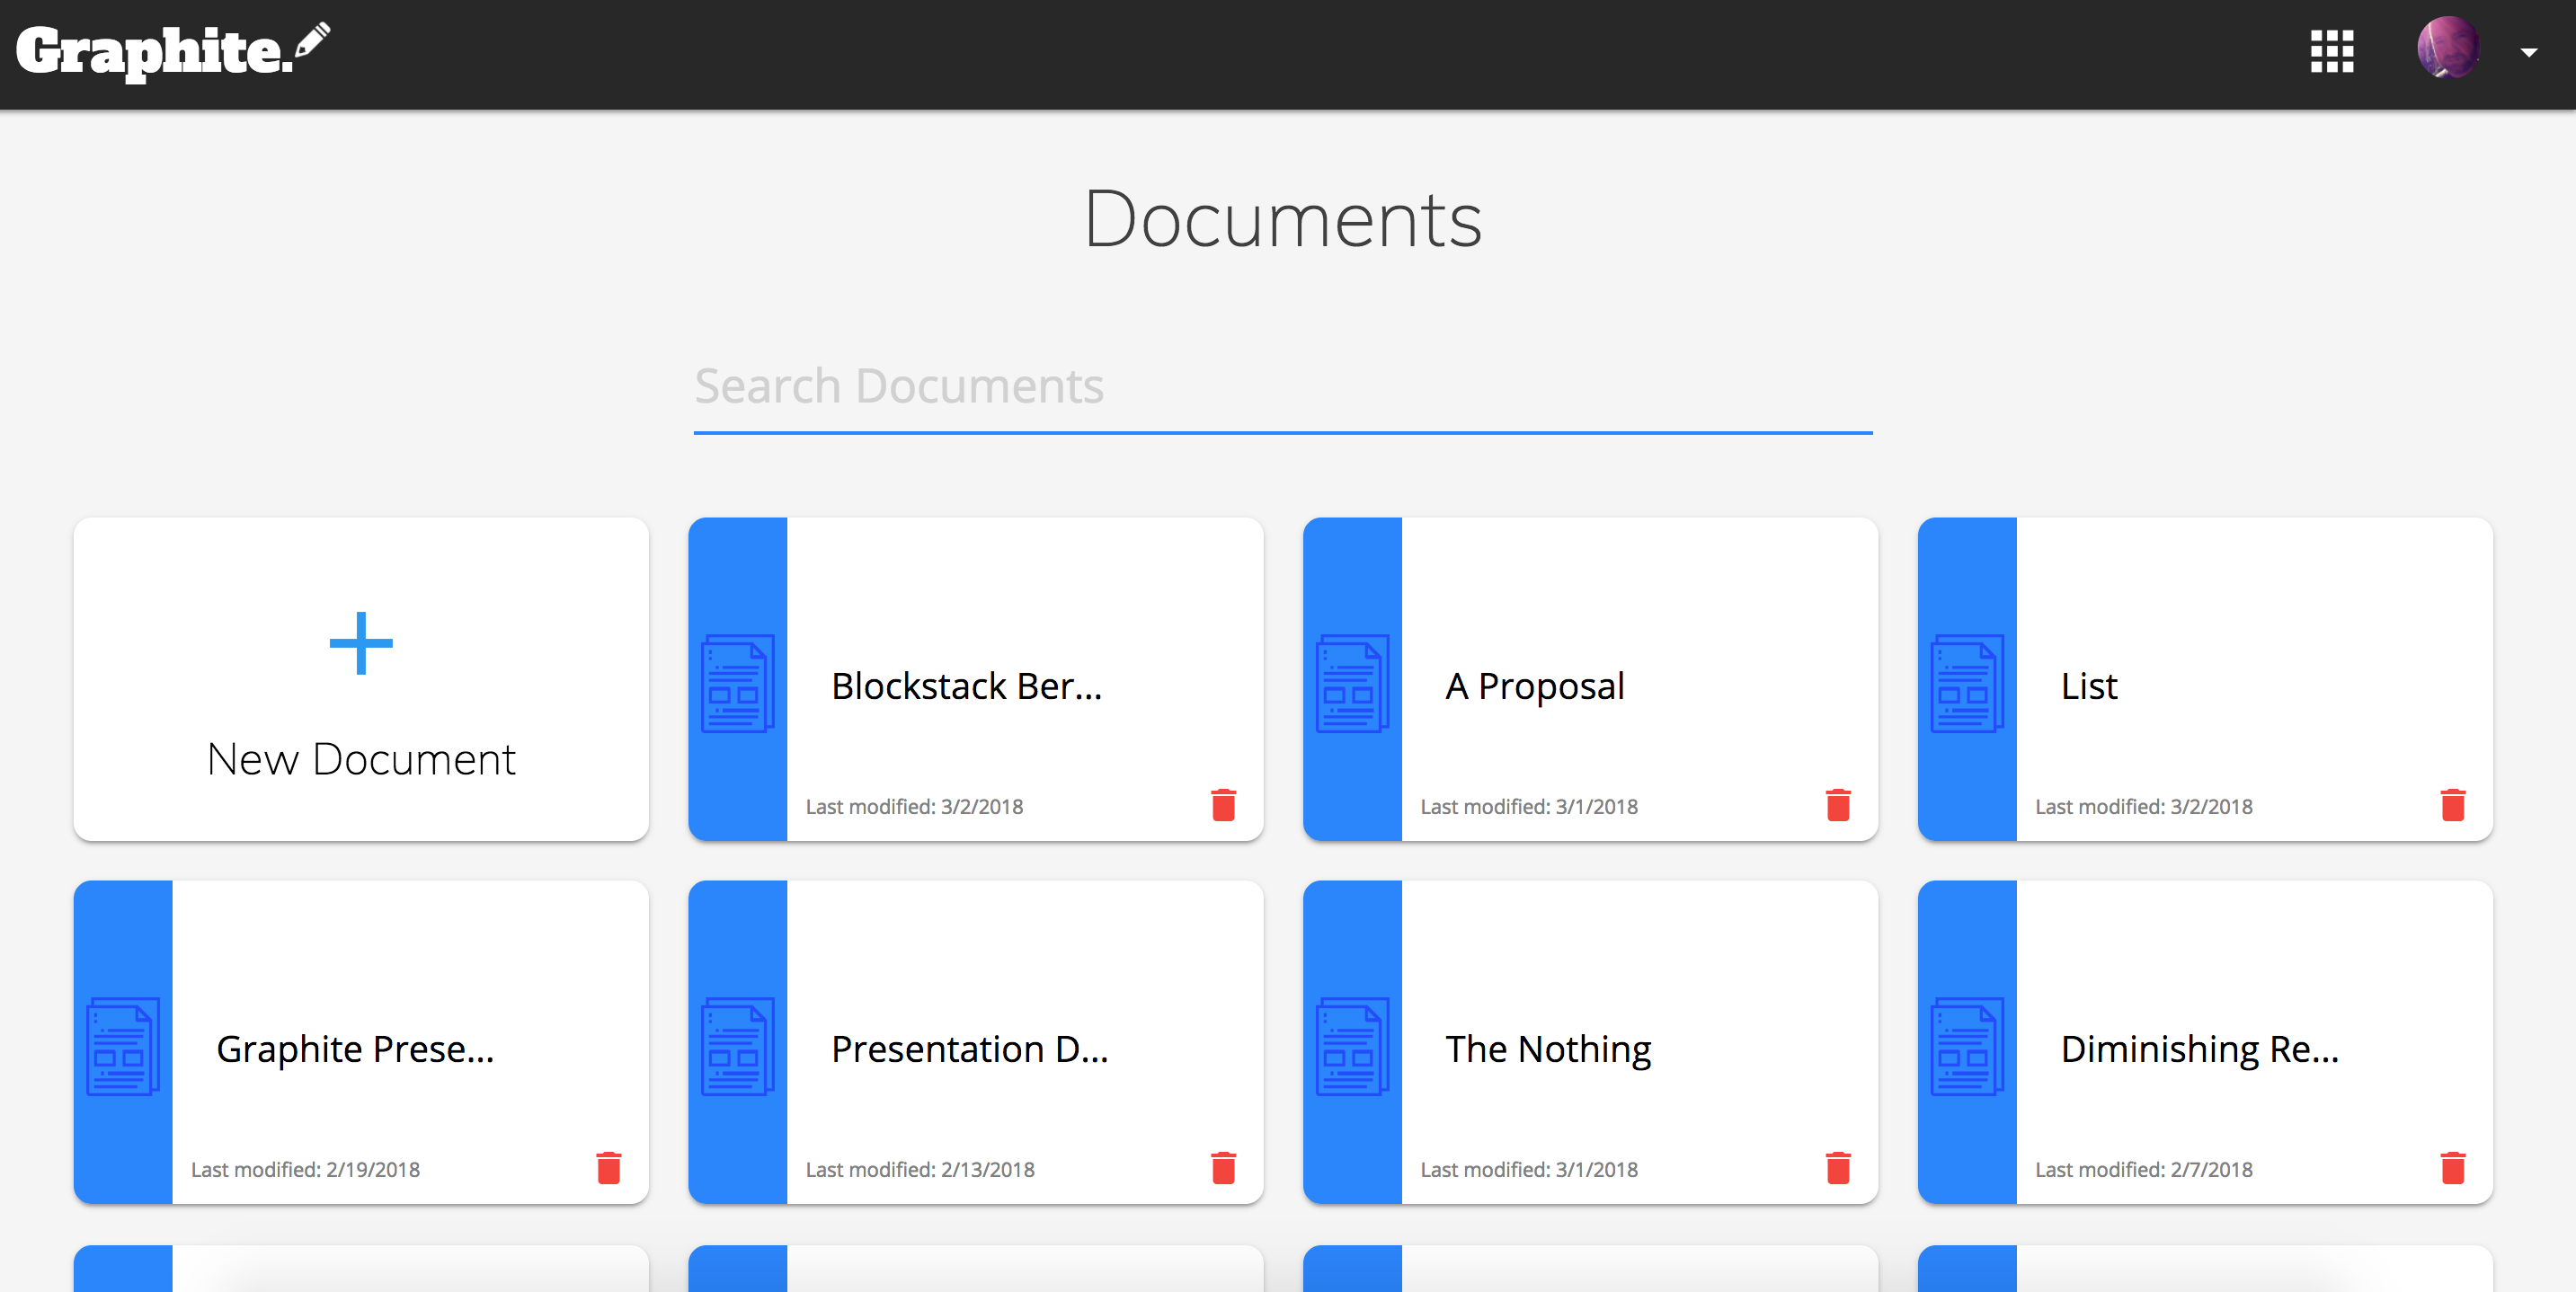 Graphite.
Documents
Search Documents
New Document
Blockstack Ber...
Last modified: 3/2/2018
A Proposal
Last modified: 3/1/2018
List
Last modified: 3/2/2018
Graphite Prese...
Last modified: 2/19/2018
Presentation D...
Last modified: 2/13/2018
The Nothing
Last modified: 3/1/2018
Diminishing Re...
Last modified: 2/7/2018